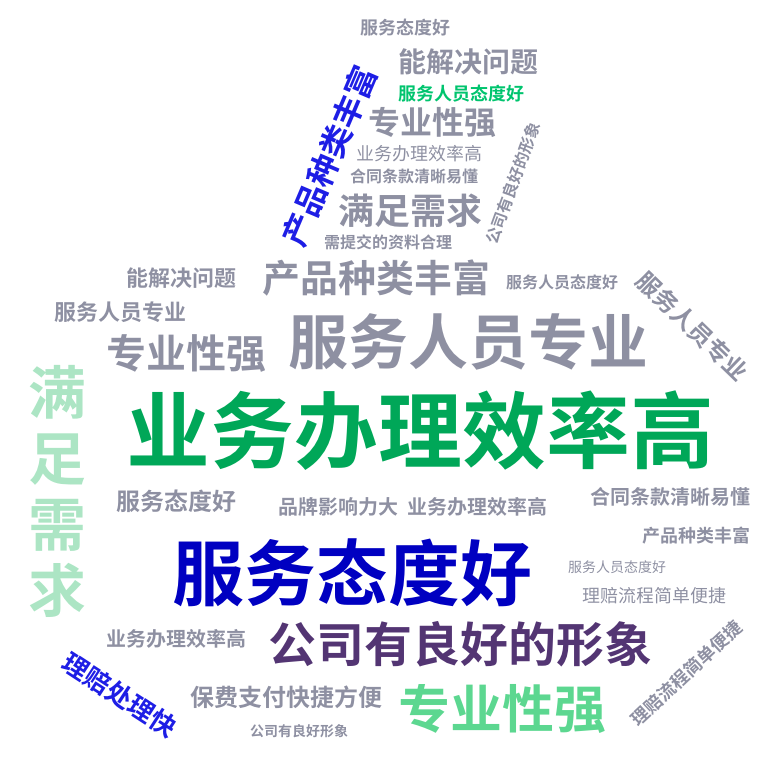 服务态度好
能解决问题
服务人员态度好
产品种类丰富
专业性强
业务办理效率高
公司有良好的形象
合同条款清晰易懂
满足需求
需提交的资料合理
产品种类丰富
能解决问题
服务人员态度好
服务人员专业
服务人员专业
服务人员专业
专业性强
满足需求
业务办理效率高
服务态度好
品牌影响力大
业务办理效率高
合同条款清晰易懂
产品种类丰富
服务态度好
服务人员态度好
理赔流程简单便捷
业务办理效率高
公司有良好的形象
理赔流程简单便捷
理赔处理快
保费支付快捷方便
专业性强
公司有良好形象